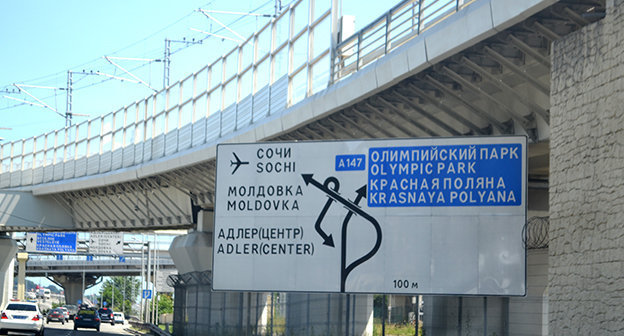 СОЧИ
SOCHI
МОЛДОВКА
MOLDOVKA
АДЛЕР(ЦЕНТР)
ADLER(CENTER)
А147
ОЛИМПИЙСКИЙ ПАРК
OLYMPIC PARK
КРАСНАЯ ПОЛЯНА
KRASNAYA POLYANA
100 м